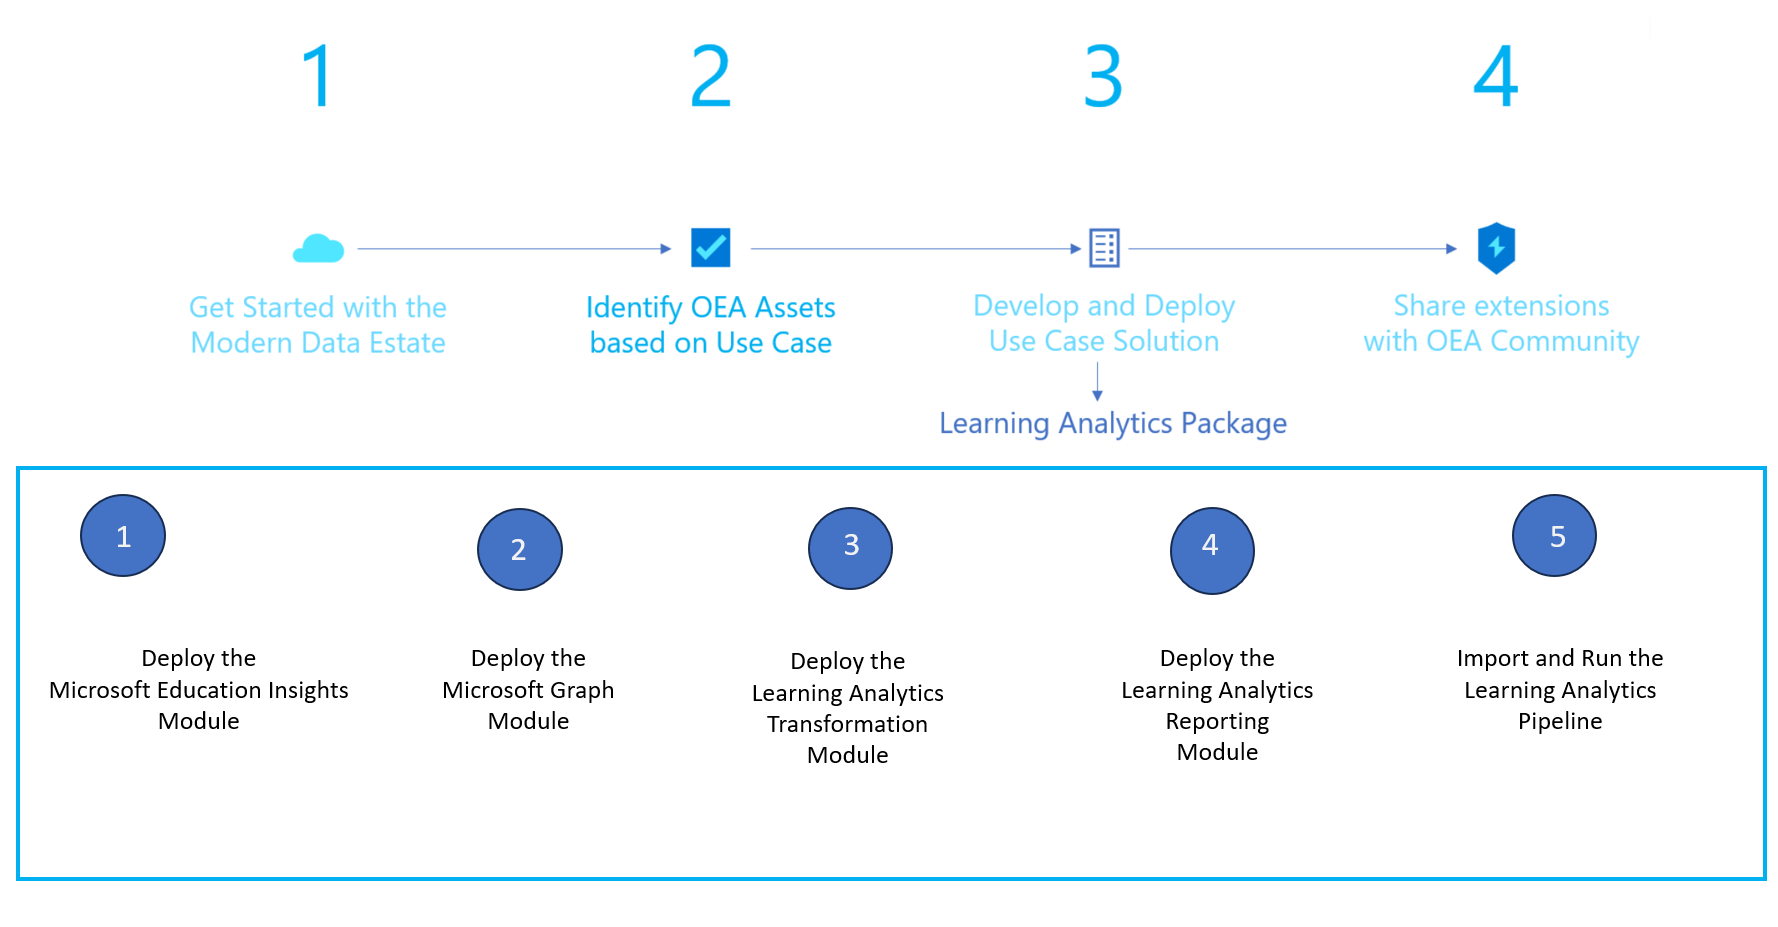 1
2
3
4
Get Started with the
Modern Data Estate
Identify OEA Assets
based on Use Case
Develop and Deploy
Use Case Solution
Share extensions
with OEA Community
Learning Analytics Package
1
Deploy the
Microsoft Education Insights
Module
2
Deploy the
Microsoft Graph
Module
3
Deploy the
Learning Analytics
Transformation
Module
4
Deploy the
Learning Analytics
Reporting
Module
5
Import and Run the
Learning Analytics
Pipeline